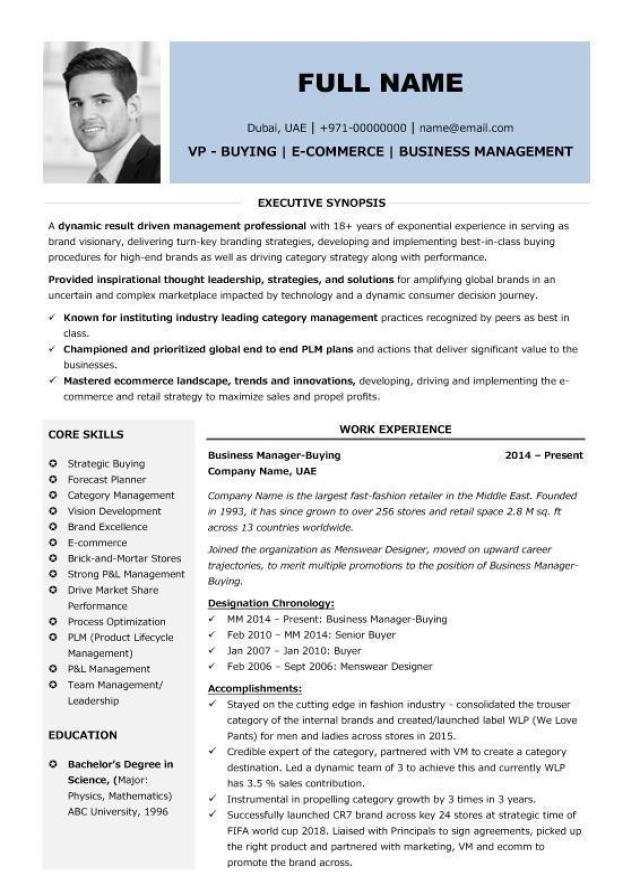 FULL NAME
Dubai, UAE | +971-00000000 | name@email.com
VP - BUYING | E-COMMERCE | BUSINESS MANAGEMENT
EXECUTIVE SYNOPSIS
A dynamic result driven management professional with 18+ years of exponential experience in serving as
brand visionary, delivering turn-key branding strategies, developing and implementing best-in-class buying
procedures for high-end brands as well as driving category strategy along with performance.
Provided inspirational thought leadership, strategies, and solutions for amplifying global brands in an
uncertain and complex marketplace impacted by technology and a dynamic consumer decision journey.
✓ Known for instituting industry leading category management practices recognized by peers as best in
class.
✓ Championed and prioritized global end to end PLM plans and actions that deliver significant value to the
businesses.
✓ Mastered ecommerce landscape, trends and innovations, developing, driving and implementing the e-
commerce and retail strategy to maximize sales and propel profits.
CORE SKILLS
✪ Strategic Buying
✪ Forecast Planner
✪ Category Management
✪ Vision Development
✪ Brand Excellence
✪ E-commerce
✪ Brick-and-Mortar Stores
✪ Strong P&L Management
✪ Drive Market Share
Performance
✪ Process Optimization
✪ PLM (Product Lifecycle
Management)
✪ P&L Management
✪ Team Management/
Leadership
EDUCATION
✪ Bachelor's Degree in
Science, (Major:
Physics, Mathematics)
ABC University, 1996
WORK EXPERIENCE
Business Manager-Buying 2014 – Present
Company Name, UAE
Company Name is the largest fast-fashion retailer in the Middle East. Founded
in 1993, it has since grown to over 256 stores and retail space 2.8 M sq. ft
across 13 countries worldwide.
Joined the organization as Menswear Designer, moved on upward career
trajectories, to merit multiple promotions to the position of Business Manager-
Buying.
Designation Chronology:
✓ MM 2014 – Present: Business Manager-Buying
✓ Feb 2010 – MM 2014: Senior Buyer
✓ Jan 2007 – Jan 2010: Buyer
✓ Feb 2006 – Sept 2006: Menswear Designer
Accomplishments:
✓ Stayed on the cutting edge in fashion industry - consolidated the trouser
category of the internal brands and created/launched label WLP (We Love
Pants) for men and ladies across stores in 2015.
✓ Credible expert of the category, partnered with VM to create a category
destination. Led a dynamic team of 3 to achieve this and currently WLP
has 3.5 % sales contribution.
✓ Instrumental in propelling category growth by 3 times in 3 years.
✓ Successfully launched CR7 brand across key 24 stores at strategic time of
FIFA world cup 2018. Liaised with Principals to sign agreements, picked up
the right product and partnered with marketing, VM and ecomm to
promote the brand across.